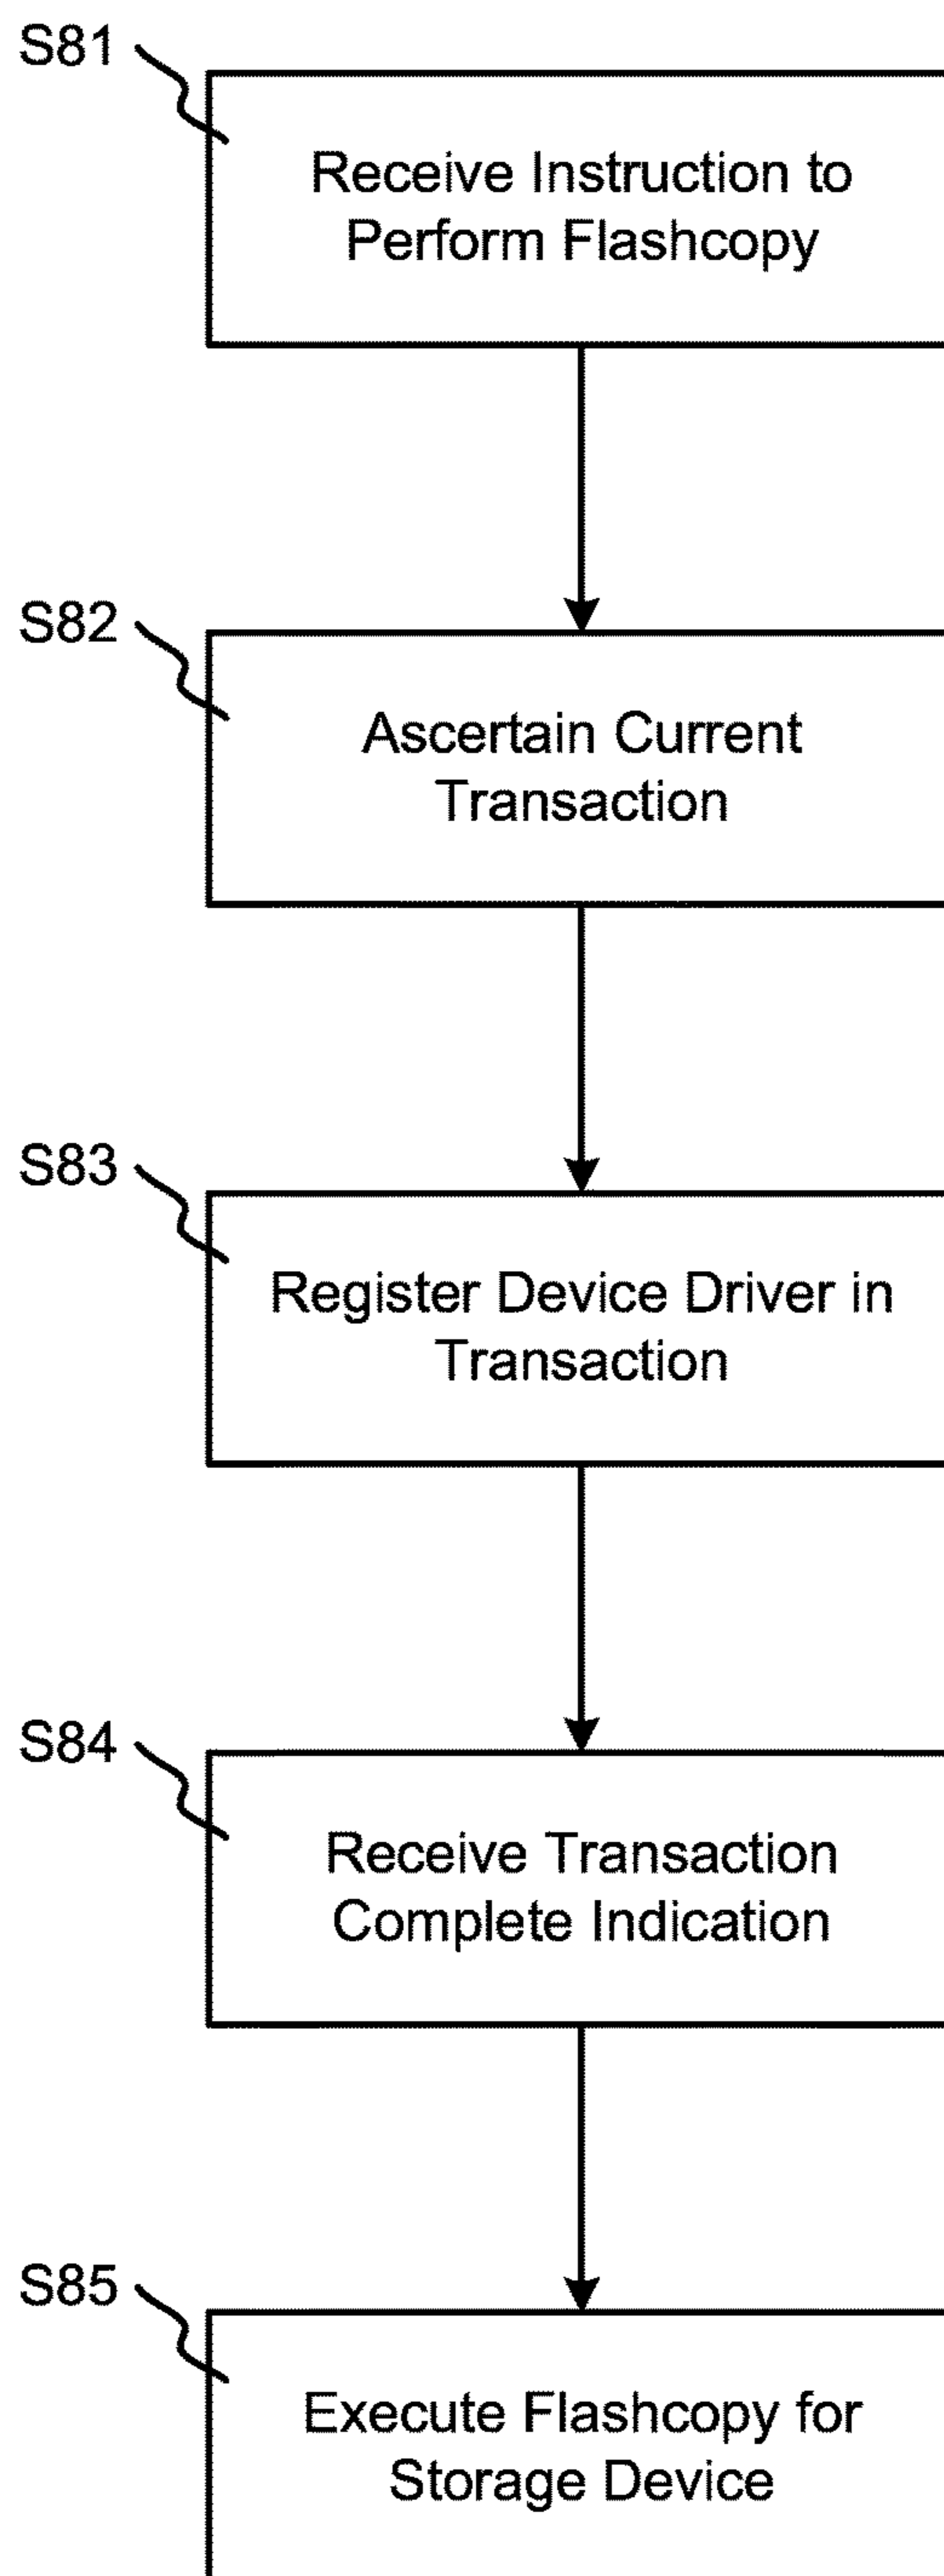 S81
Receive Instruction to
Perform Flashcopy
S82
Ascertain Current
Transaction
S83
Register Device Driver in
Transaction
S84
Receive Transaction
Complete Indication
S85
Execute Flashcopy for
Storage Device